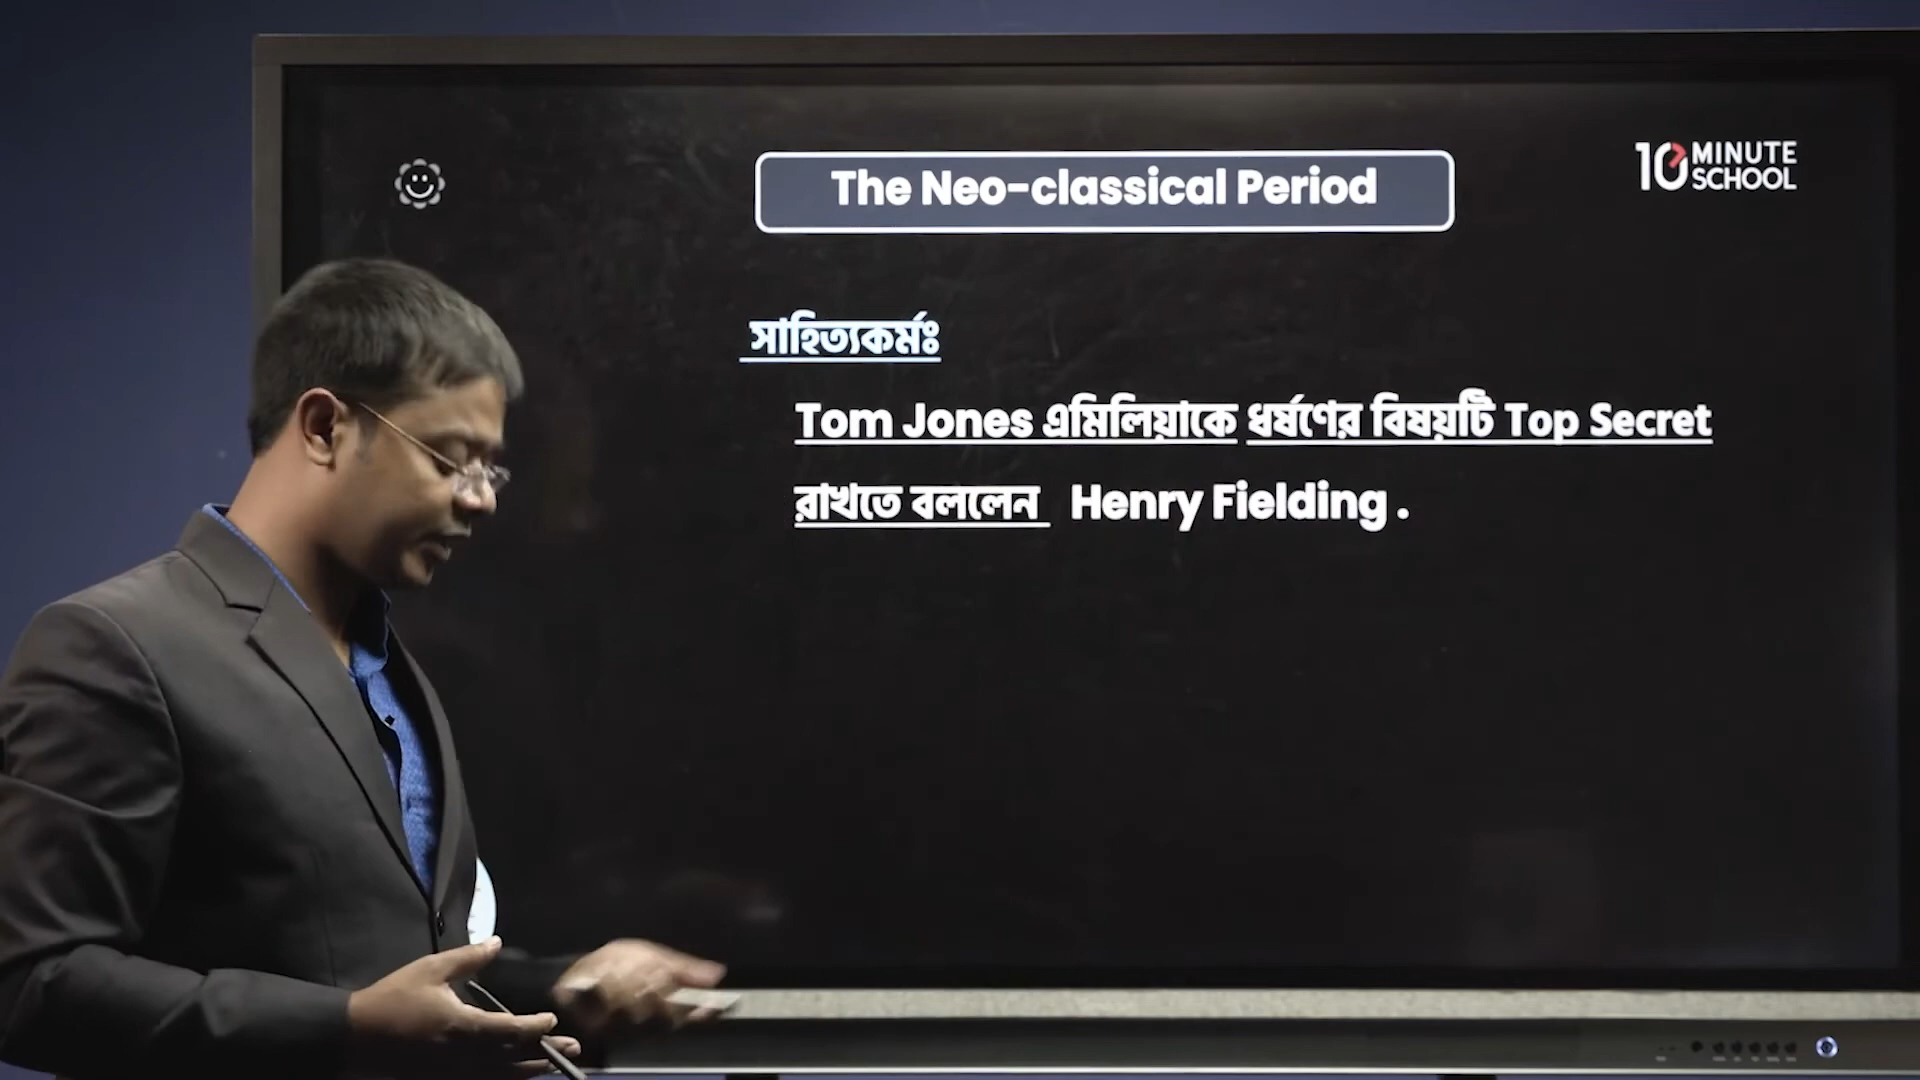 The Neo-classical Period
10 MINUTE
SCHOOL
সাহিত্যকর্মঃ
Tom Jones এমিলিয়াকে ধর্ষণের বিষয়টি Top Secret
রাখতে বললেন Henry Fielding .